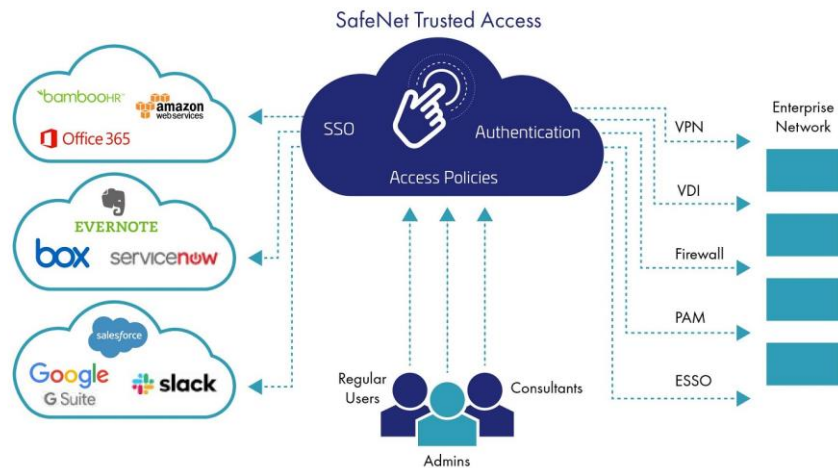 SafeNet Trusted Access
bambooHR™
amazon
webservices
Office 365
EVERNOTE
box
servicenow
salesforce
Google
G Suite
slack
SSO
Authentication
Access Policies
Regular
Users
Consultants
Admins
VPN
VDI
Firewall
PAM
ESSO
Enterprise
Network